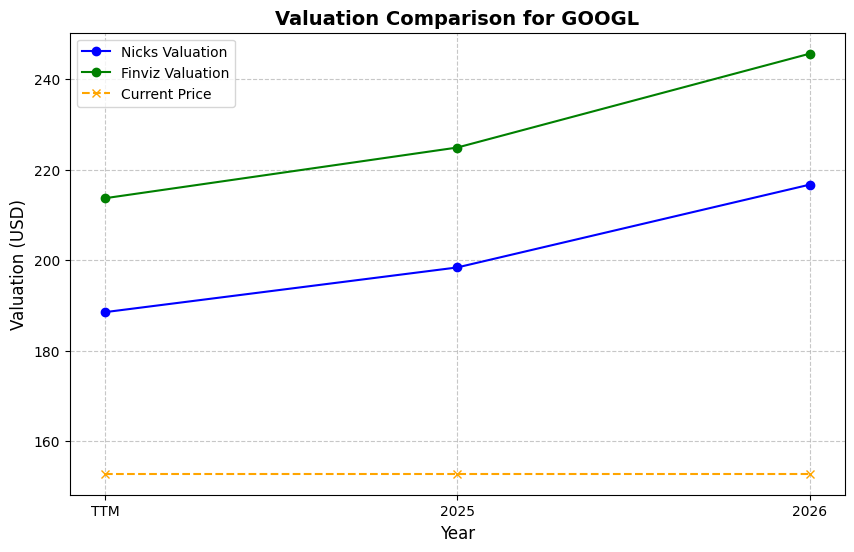 Valuation Comparison for GOOGL
Nicks Valuation
Finviz Valuation
Current Price
Valuation (USD)
240
220
200
180
160
TTM
2025
2026
Year